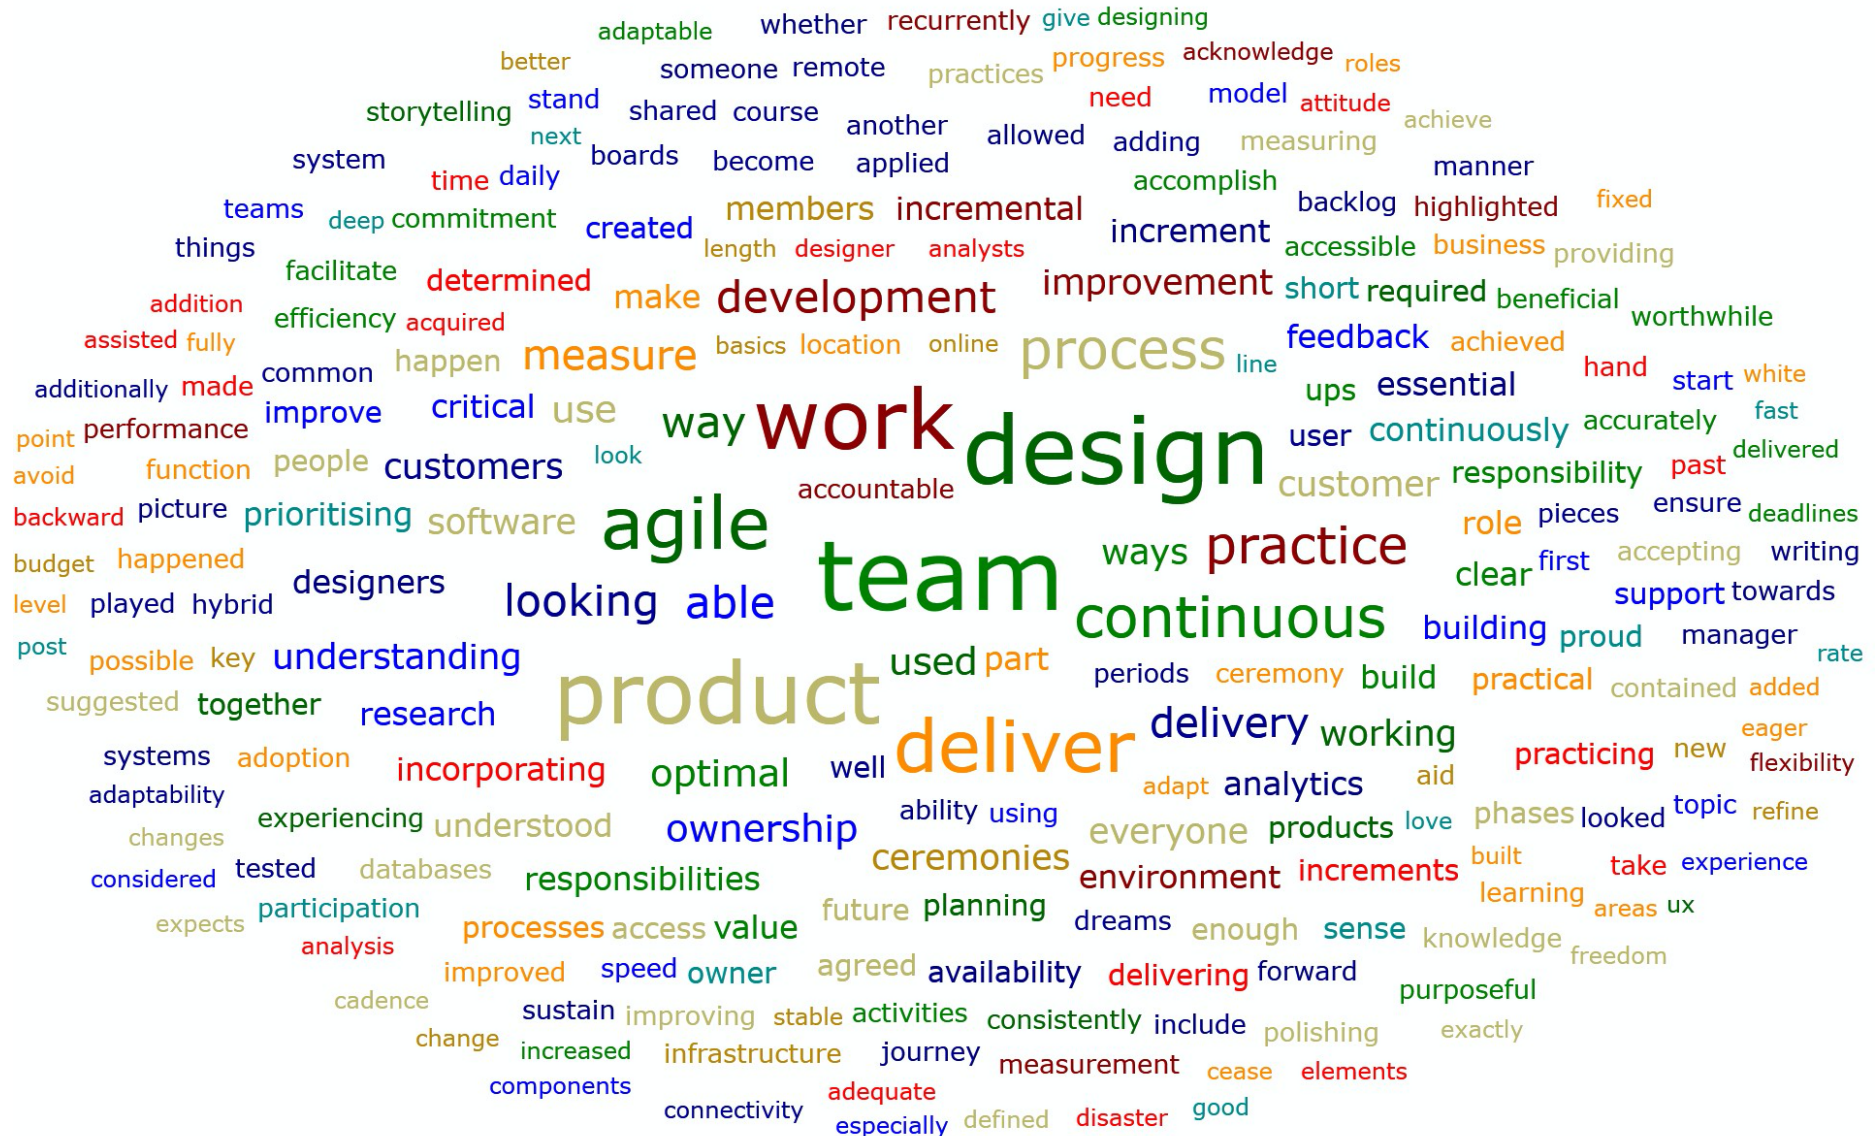 adaptable whether recurrently give designing
better someone remote practices progress acknowledge roles
storytelling stand shared course another allowed need model attitude achieve
next boards become applied adding measuring
system time daily accomplish manner
teams deep commitment created members incremental increment backlog highlighted fixed
things length designer analysts accessible business providing
facilitate determined make development improvement short required beneficial
addition efficiency acquired worthwhile
assisted fully happen measure basics location online process line feedback achieved
additionally made common ups essential hand start white
point performance improve critical use way work design user continuously accurately fast
avoid function people customers look accountable customer responsibility past delivered
backward picture prioritising software agile practice role pieces ensure deadlines
budget happened designers team ways clear first accepting writing
level played hybrid looking able continuous building support towards
post possible key understanding used part proud manager rate
suggested together research product periods ceremony build practical contained added
systems adoption incorporating optimal well deliver delivery working practicing new eager flexibility
adaptability adapt analytics aid
changes experiencing understood ownership ability using everyone products love phases looked topic refine
considered tested databases responsibilities ceremonies environment increments built take experience
expects participation processes access value future planning dreams enough sense learning areas ux
analysis improved speed owner agreed availability delivering forward knowledge freedom
cadence sustain improving stable activities consistently include polishing purposeful exactly
change increased infrastructure journey measurement cease elements
components connectivity adequate especially defined disaster good